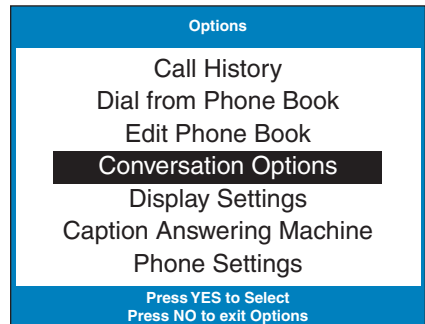 Options
Call History
Dial from Phone Book
Edit Phone Book
Conversation Options
Display Settings
Caption Answering Machine
Phone Settings
Press YES to Select
Press NO to exit Options